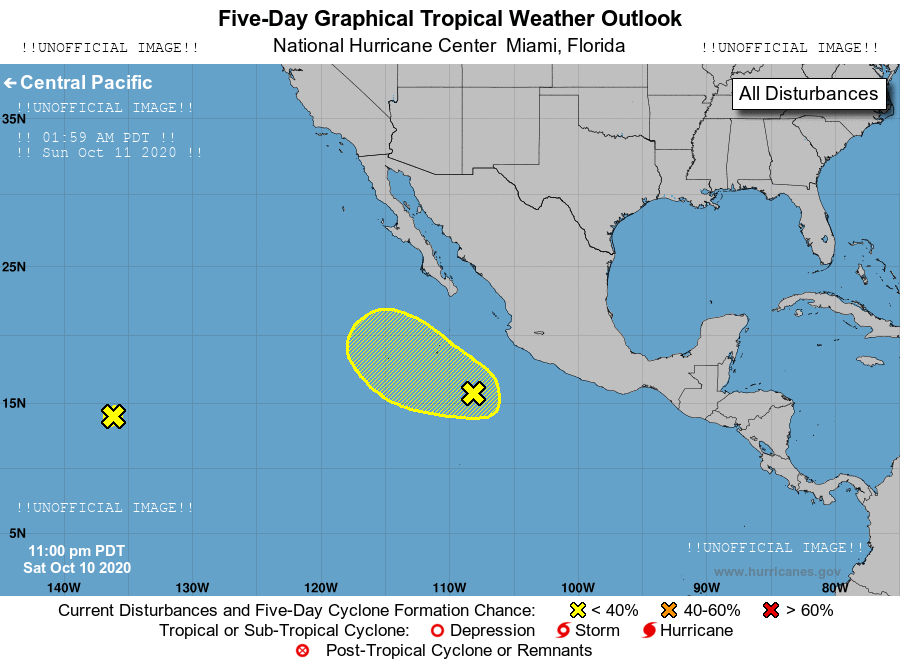 Five-Day Graphical Tropical Weather Outlook
!!UNOFFICIAL IMAGE!! National Hurricane Center Miami, Florida !!UNOFFICIAL IMAGE!!
Central Pacific
All Disturbances
!!UNOFFICIAL IMAGE!!
35N
!! 01:59 AM PDT !!
!! Sun Oct 11 2020 !!
25N
15N
!!UNOFFICIAL IMAGE!!
5N
11:00 pm PDT
Sat Oct 10 2020
!!UNOFFICIAL IMAGE!!
www.hurricanes.gov
140W 130W 120W 110W 100W 90W 80W
Current Disturbances and Five-Day Cyclone Formation Chance: < 40% 40-60% > 60%
Tropical or Sub-Tropical Cyclone: Depression Storm Hurricane
Post-Tropical Cyclone or Remnants